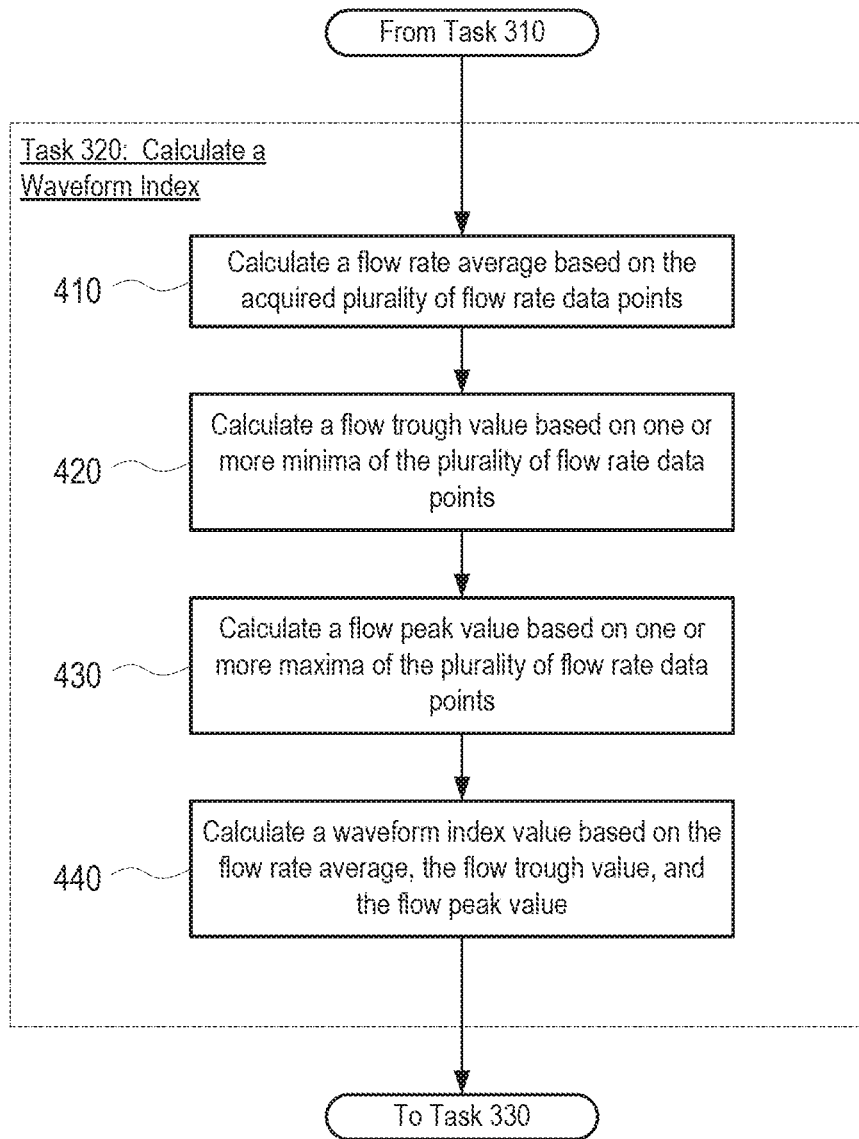 From Task 310
Task 320: Calculate a
Waveform Index
410
Calculate a flow rate average based on the
acquired plurality of flow rate data points
420
Calculate a flow trough value based on one or
more minima of the plurality of flow rate data
points
430
Calculate a flow peak value based on one or
more maxima of the plurality of flow rate data
points
440
Calculate a waveform index value based on the
flow rate average, the flow trough value, and
the flow peak value
To Task 330